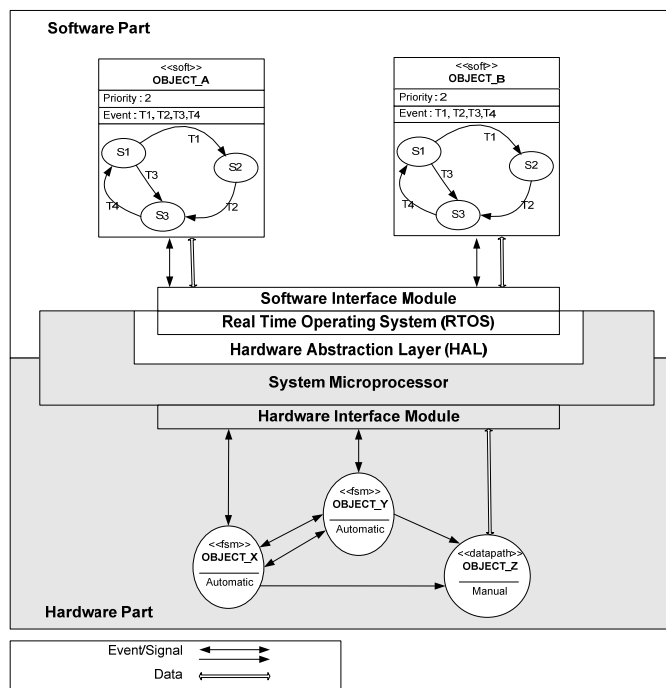 Software Part
<<soft>>
OBJECT_A
Priority : 2
Event : T1, T2,T3,T4
S1
T1
S2
T3
T4
S3
T2
<<soft>>
OBJECT_B
Priority : 2
Event : T1, T2,T3,T4
S1
T1
S2
T3
T4
S3
T2
Software Interface Module
Real Time Operating System (RTOS)
Hardware Abstraction Layer (HAL)
System Microprocessor
Hardware Interface Module
<<fsm>>
OBJECT_Y
Automatic
<<fsm>>
OBJECT_X
Automatic
<<datapath>>
OBJECT_Z
Manual
Hardware Part
Event/Signal
Data